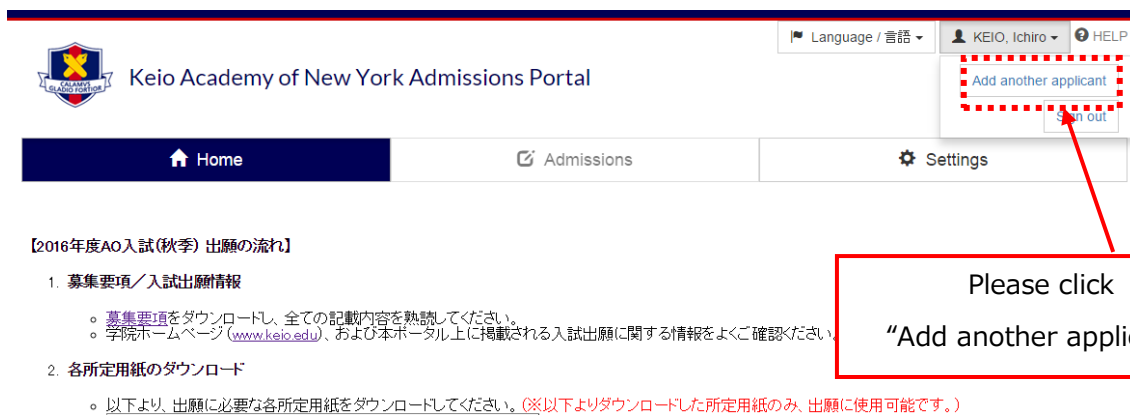 Language / 言語
KEIO, Ichiro
HELP
CALAMVS
GLADIO FORTIOR
Keio Academy of New York Admissions Portal
Add another applicant
Sign out
Home
Admissions
Settings
【2016年度AO入試(秋季) 出願の流れ】
1. 募集要項／入試出願情報
募集要項をダウンロードし、全ての記載内容を熟読してください。
学院ホームページ(www.keio.edu)、および本ポータル上に掲載される入試出願に関する情報をよくご確認ください
Please click
“Add another appli
2. 各所定用紙のダウンロード
以下より、出願に必要な各所定用紙をダウンロードしてください。(※以下よりダウンロードした所定用紙のみ、出願に使用可能です。)